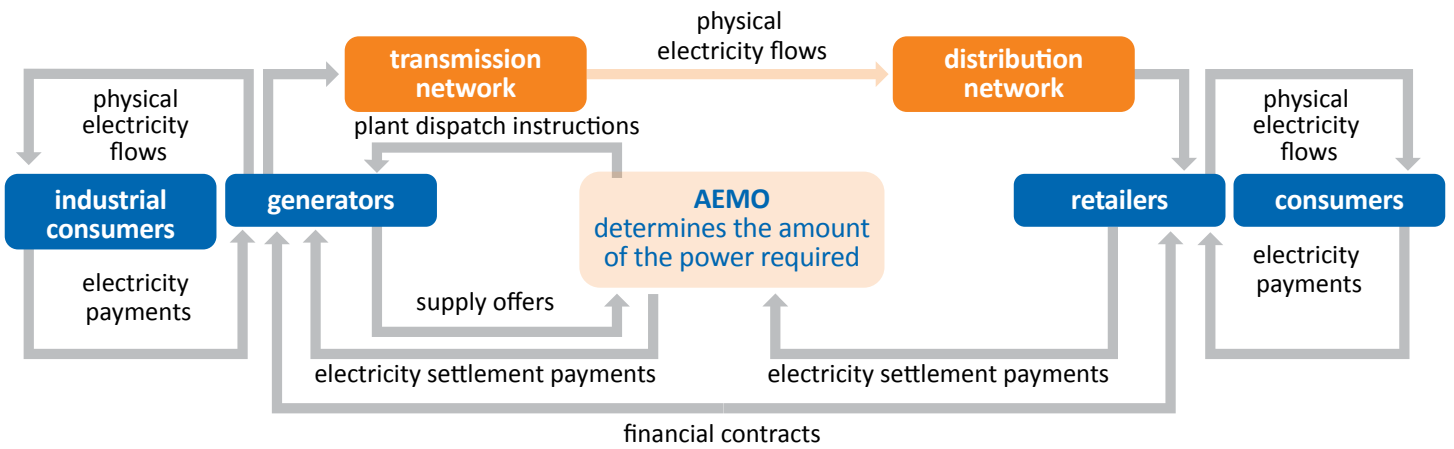 physical
electricity flows
transmission
network
distribution
network
physical
electricity
flows
plant dispatch instructions
physical
electricity
flows
industrial
consumers
generators
AEMO
determines the amount
of the power required
retailers
consumers
electricity
payments
supply offers
electricity
payments
electricity settlement payments
electricity settlement payments
financial contracts